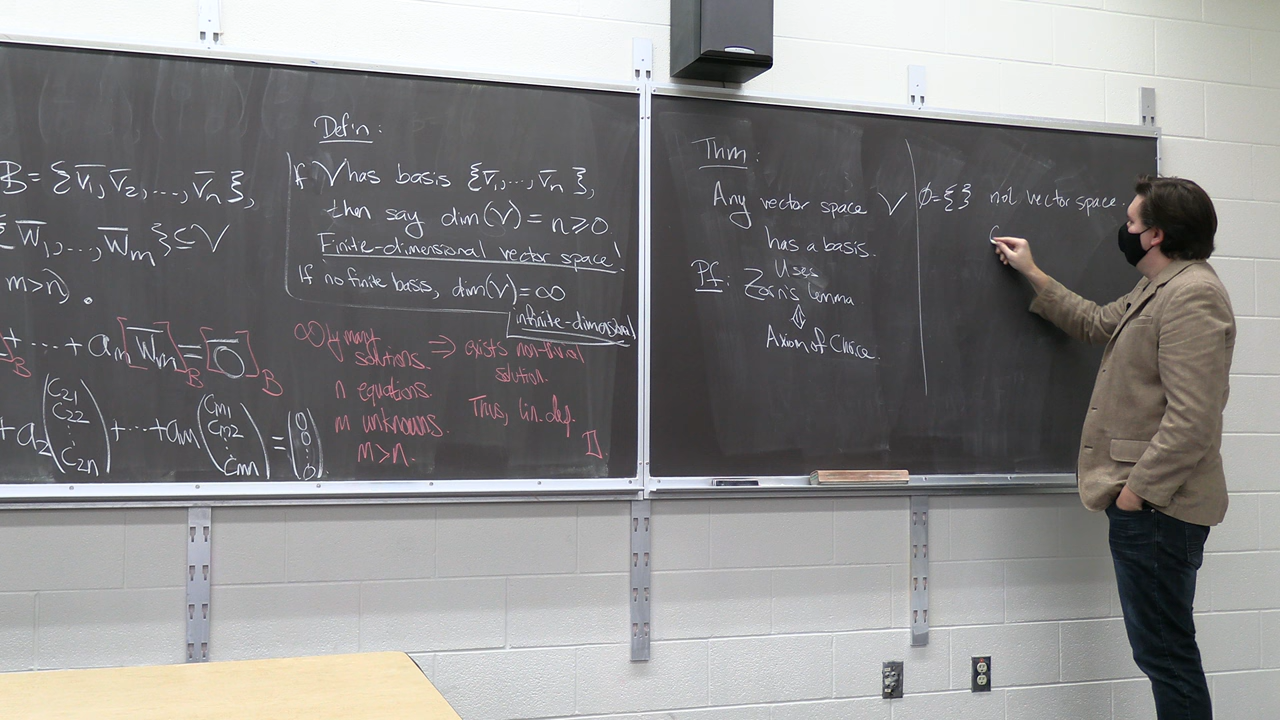 B = {v̅₁, v̅₂, ..., v̅ₙ},
{w̅₁, ..., w̅ₘ} ⊆ V
m>n).
+ ··· + aₘ[w̅ₘ]_B = [0̅]_B
+ a₂ (c₂₁ c₂₂ ⋮ c₂ₙ) + ··· + aₘ (cₘ₁ cₘ₂ ⋮ cₘₙ) = (0 0 ⋮ 0)
Defin:
If V has basis {v̅₁, ..., v̅ₙ},
then say dim(V) = n ≥ 0
Finite-dimensional vector space!
If no finite basis, dim(V) = ∞
infinite-dimensional
∞ly many
solutions.
n equations.
m unknowns.
m>n.
⇒ exists non-trivial
solution.
Thus, lin. dep.
□
Thm:
Any vector space V
has a basis.
Pf: Uses
Zorn's Lemma
⇕
Axiom of Choice.
∅ = {} not vector space.